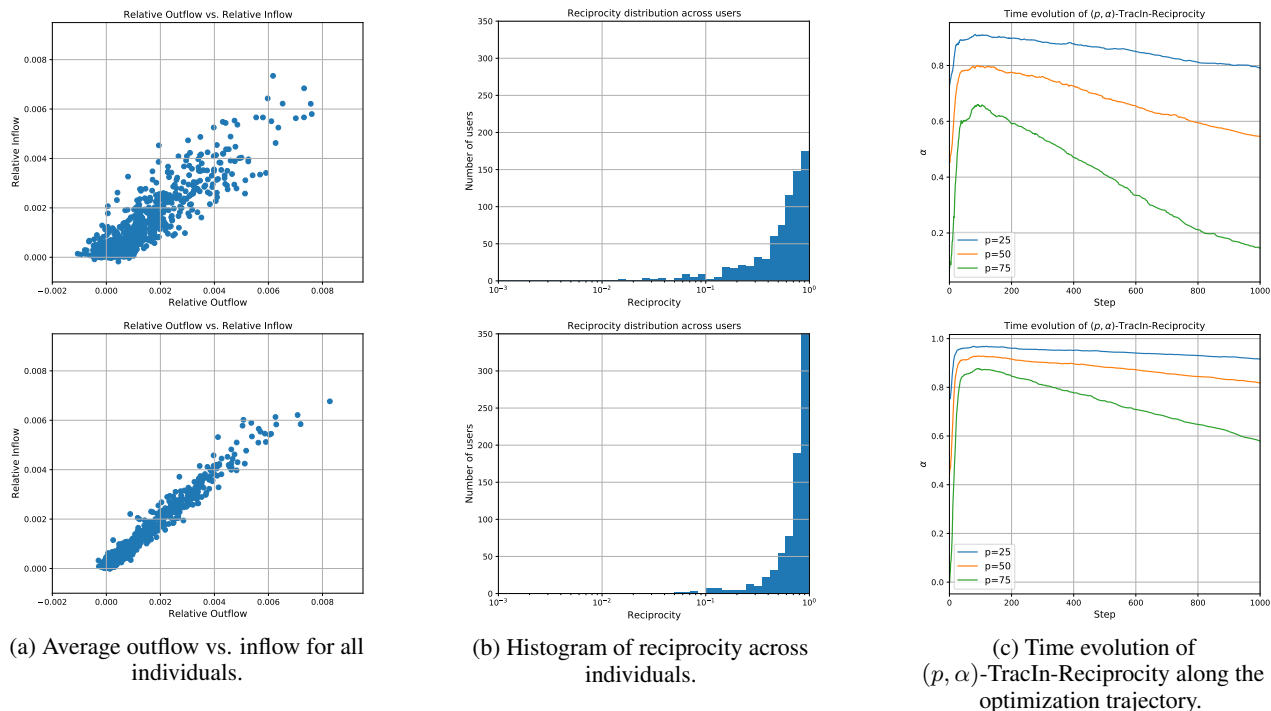 Relative Outflow vs. Relative Inflow
0.008
0.006
0.004
0.002
0.000
Relative Inflow
−0.002 0.000 0.002 0.004 0.006 0.008
Relative Outflow
Reciprocity distribution across users
350
300
250
200
150
100
50
0
Number of users
10⁻³ 10⁻² 10⁻¹ 10⁰
Reciprocity
Time evolution of (p, α)-TracIn-Reciprocity
0.8
0.6
0.4
0.2
α
p=25
p=50
p=75
0 200 400 600 800 1000
Step
Relative Outflow vs. Relative Inflow
0.008
0.006
0.004
0.002
0.000
Relative Inflow
−0.002 0.000 0.002 0.004 0.006 0.008
Relative Outflow
Reciprocity distribution across users
350
300
250
200
150
100
50
0
Number of users
10⁻³ 10⁻² 10⁻¹ 10⁰
Reciprocity
Time evolution of (p, α)-TracIn-Reciprocity
1.0
0.8
0.6
0.4
0.2
0.0
α
p=25
p=50
p=75
0 200 400 600 800 1000
Step
(a) Average outflow vs. inflow for all
individuals.
(b) Histogram of reciprocity across
individuals.
(c) Time evolution of
(p, α)-TracIn-Reciprocity along the
optimization trajectory.